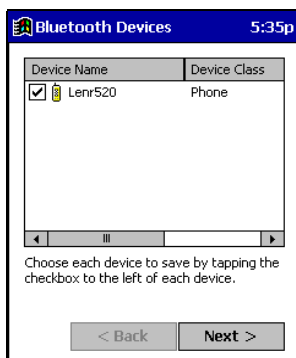 Bluetooth Devices 5:35p
Device Name Device Class
Lenr520 Phone
Choose each device to save by tapping the
checkbox to the left of each device.
< Back Next >